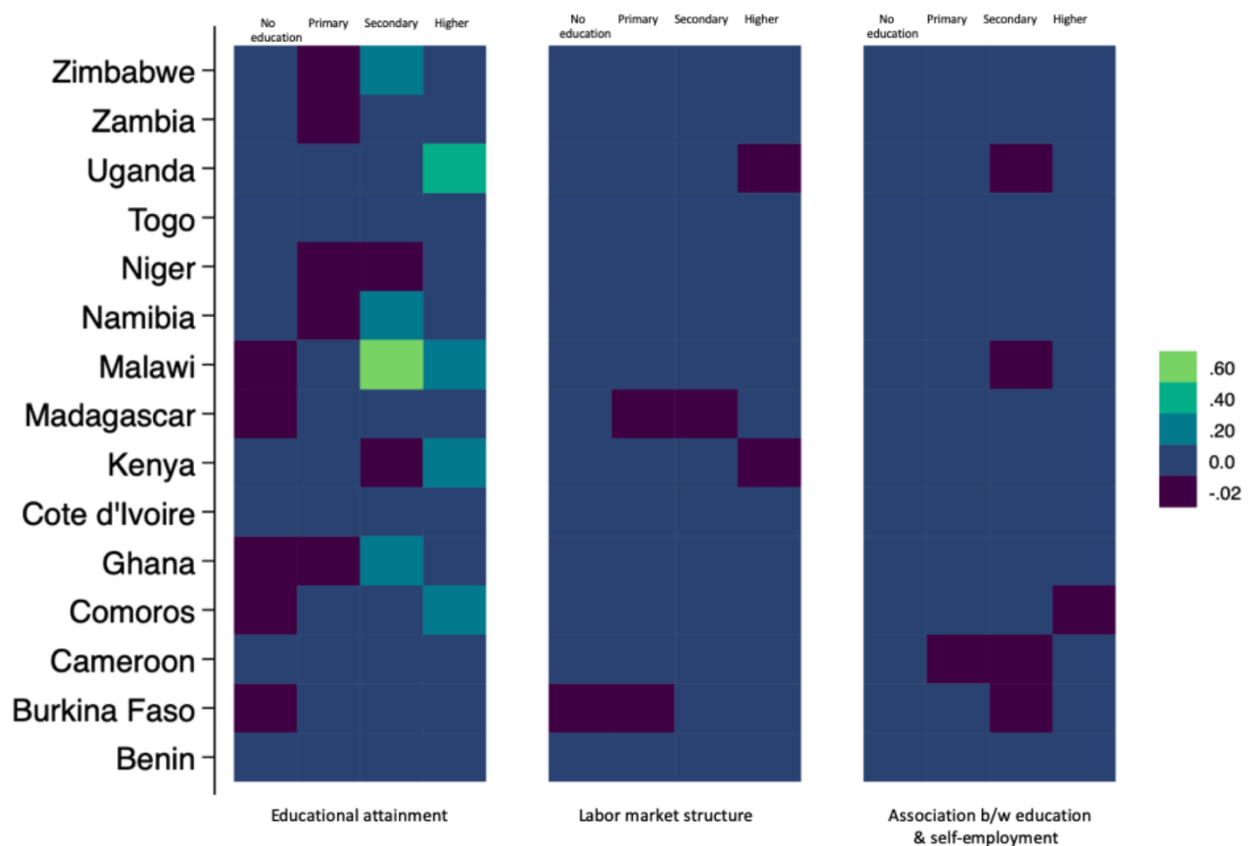 No education Primary Secondary Higher
No education Primary Secondary Higher
No education Primary Secondary Higher
Zimbabwe
Zambia
Uganda
Togo
Niger
Namibia
Malawi
Madagascar
Kenya
Cote d'Ivoire
Ghana
Comoros
Cameroon
Burkina Faso
Benin
.60
.40
.20
0.0
-.02
Educational attainment
Labor market structure
Association b/w education
& self-employment